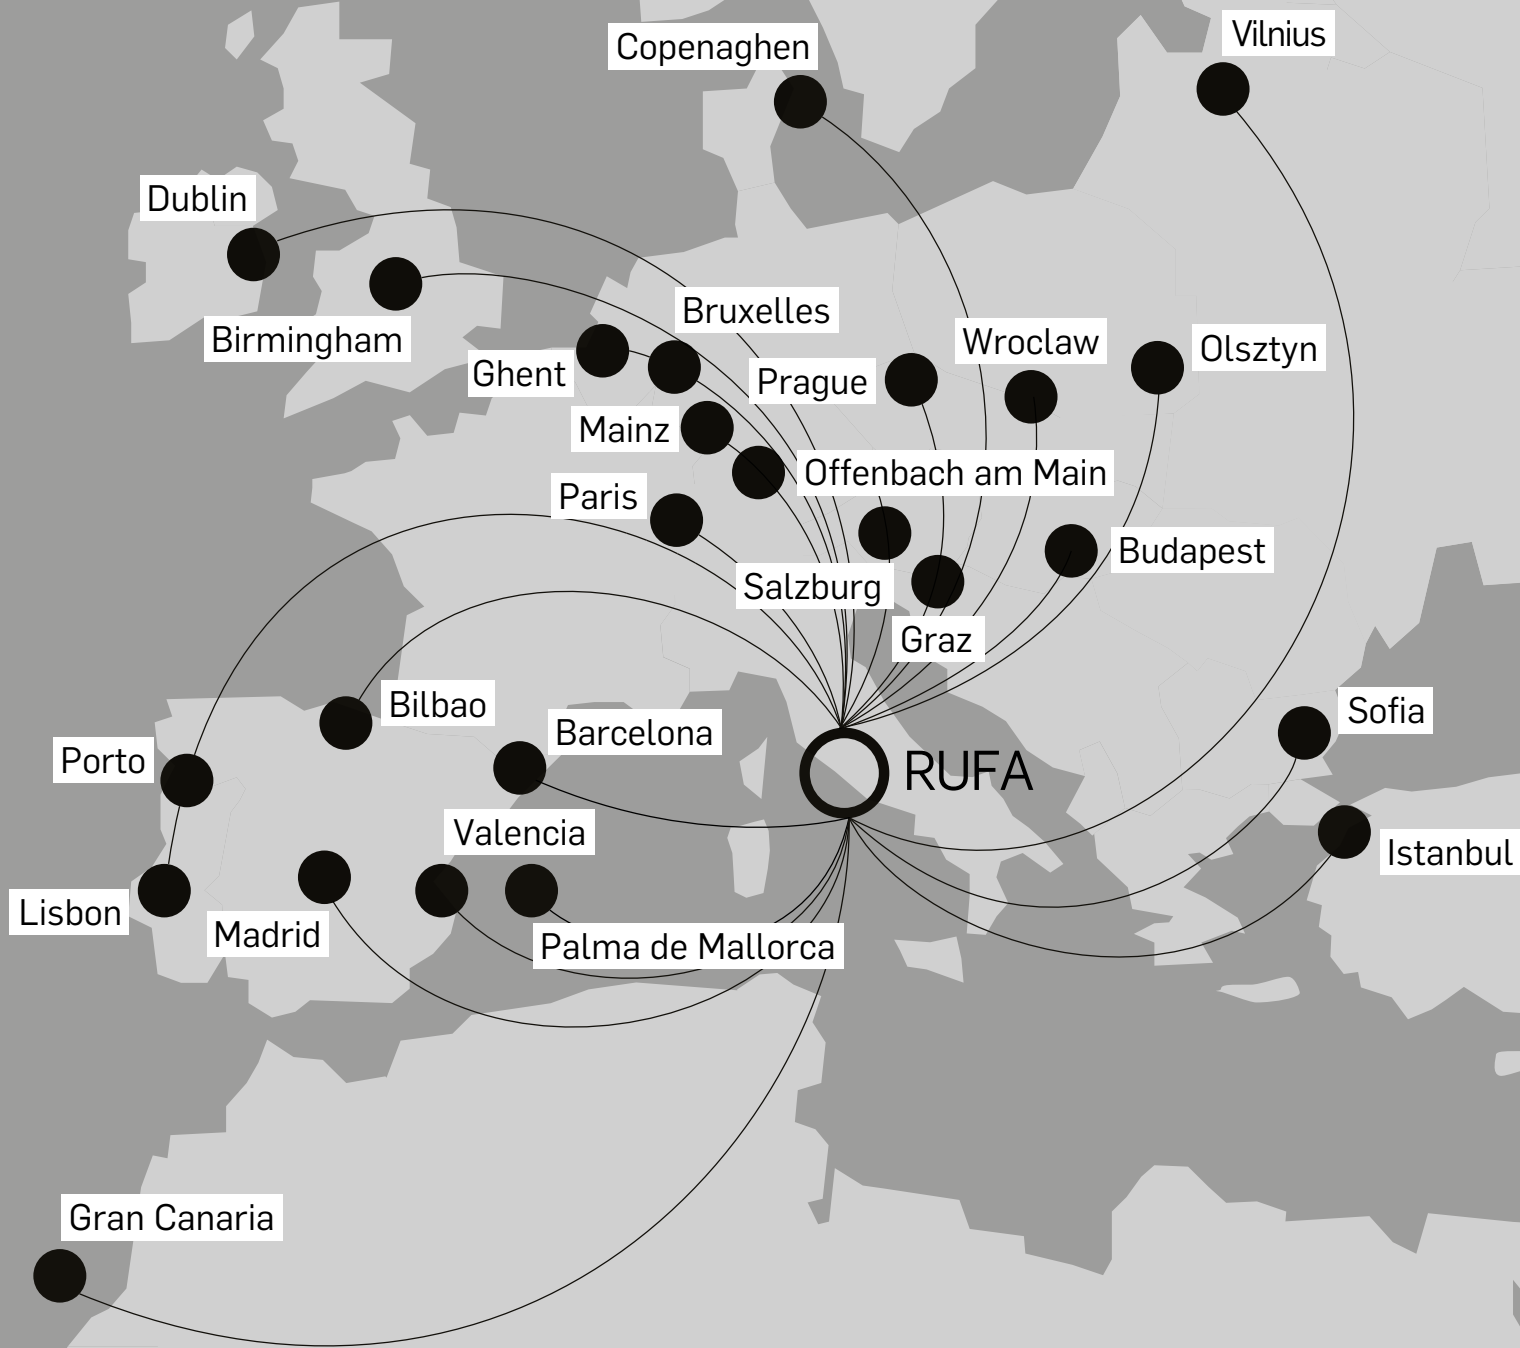 Vilnius
Copenaghen
Dublin
Bruxelles
Birmingham
Wroclaw
Olsztyn
Ghent
Prague
Mainz
Offenbach am Main
Paris
Budapest
Salzburg
Graz
Bilbao
Sofia
Barcelona
Porto
RUFA
Valencia
Istanbul
Lisbon
Madrid
Palma de Mallorca
Gran Canaria